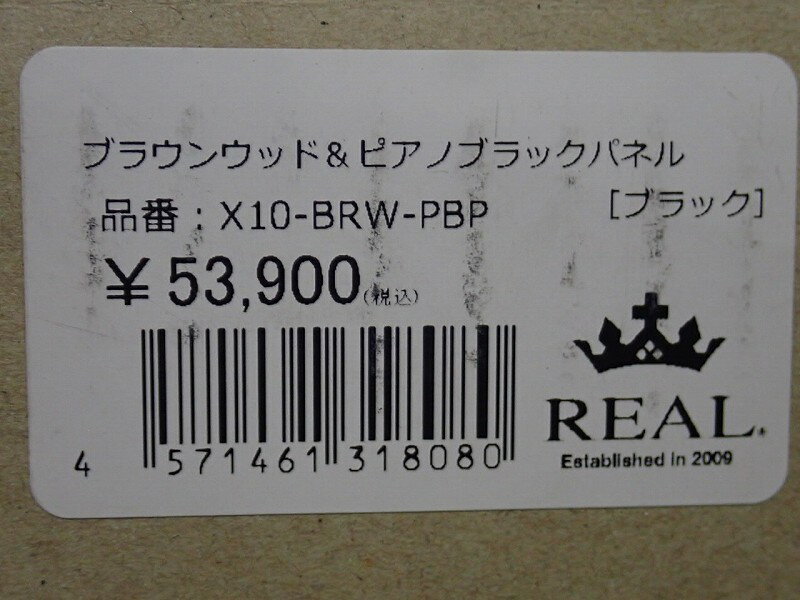 ブラウンウッド&ピアノブラックパネル
品番:X10-BRW-PBP
[ブラック]
¥53,900(税込)
4 571461 318080
REAL.
Established in 2009